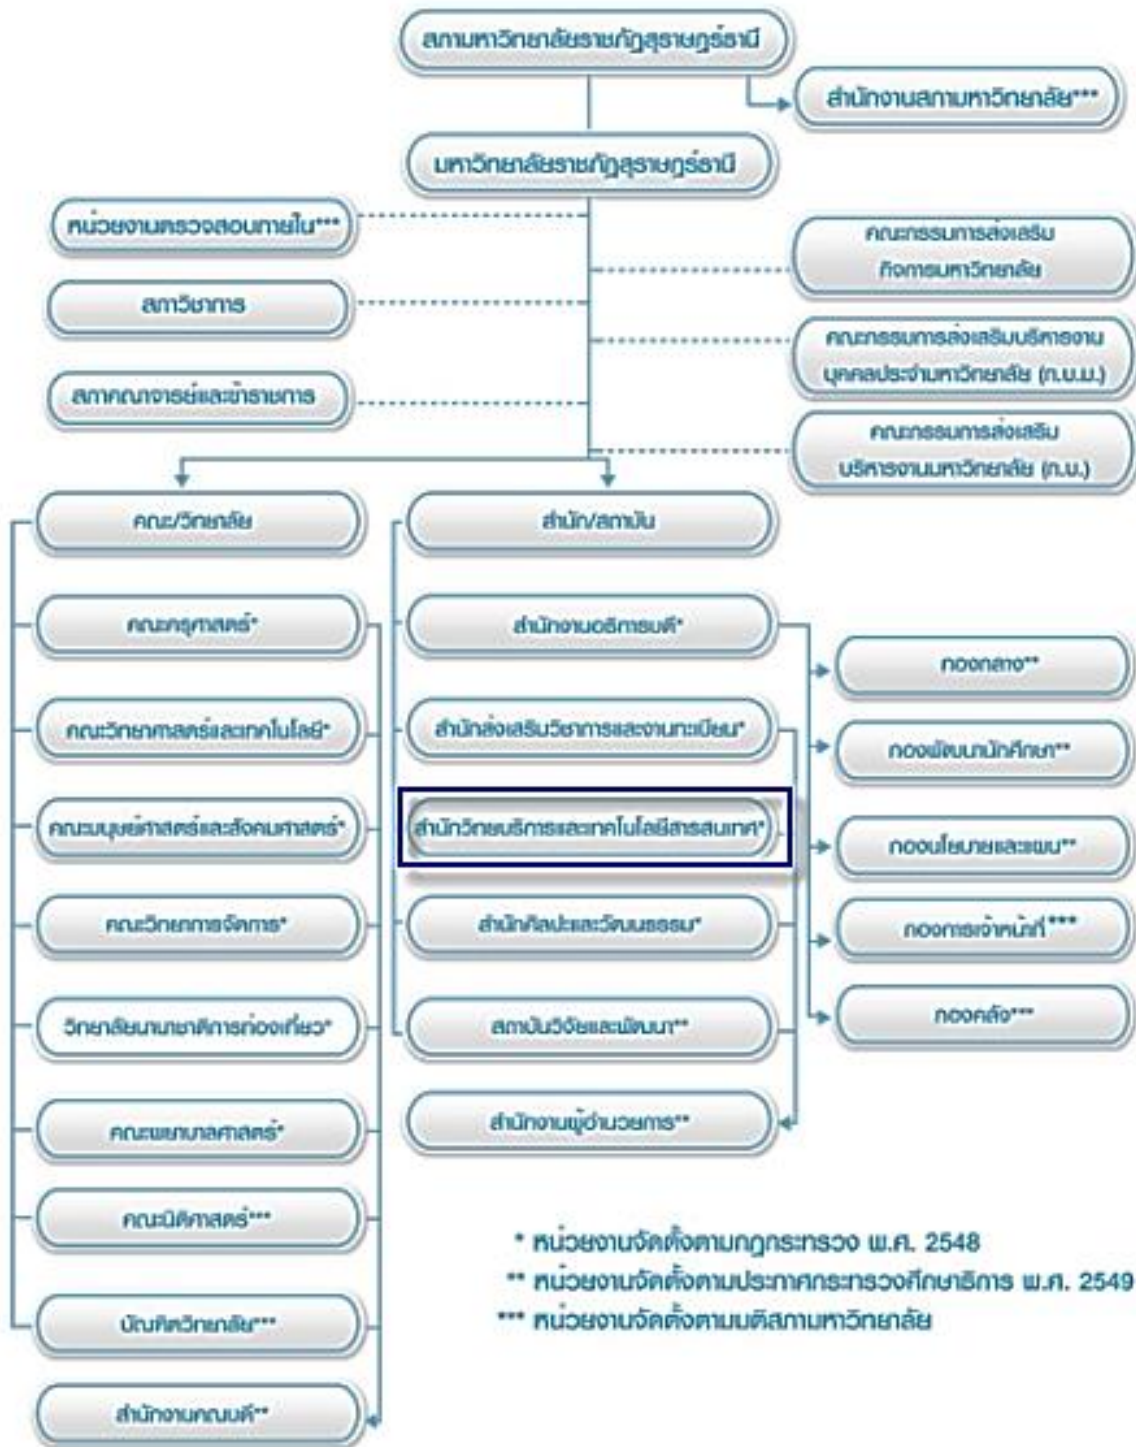 สภามหาวิทยาลัยราชภัฏสุราษฎร์ธานี
สำนักงานสภามหาวิทยาลัย***
มหาวิทยาลัยราชภัฏสุราษฎร์ธานี
หน่วยงานตรวจสอบภายใน***
คณะกรรมการส่งเสริม
กิจการมหาวิทยาลัย
สภาวิชาการ
คณะกรรมการส่งเสริมบริหารงาน
บุคคลประจำมหาวิทยาลัย (ก.บ.ม.)
สภาคณาจารย์และข้าราชการ
คณะกรรมการส่งเสริม
บริหารงานมหาวิทยาลัย (ก.บ.)
คณะ/วิทยาลัย
คณะครุศาสตร์*
คณะวิทยาศาสตร์และเทคโนโลยี*
คณะมนุษย์ศาสตร์และสังคมศาสตร์*
คณะวิทยาการจัดการ*
วิทยาลัยนานาชาติการท่องเที่ยว*
คณะพยาบาลศาสตร์*
คณะนิติศาสตร์***
บัณฑิตวิทยาลัย***
สำนักงานคณบดี**
สำนัก/สถาบัน
สำนักงานอธิการบดี*
สำนักส่งเสริมวิชาการและงานทะเบียน*
สำนักวิทยบริการและเทคโนโลยีสารสนเทศ*
สำนักศิลปะและวัฒนธรรม*
สถาบันวิจัยและพัฒนา**
สำนักงานผู้อำนวยการ**
กองกลาง**
กองพัฒนานักศึกษา**
กองนโยบายและแผน**
กองการเจ้าหน้าที่***
กองคลัง***
* หน่วยงานจัดตั้งตามกฎกระทรวง พ.ศ. 2548
** หน่วยงานจัดตั้งตามประกาศกระทรวงศึกษาธิการ พ.ศ. 2549
*** หน่วยงานจัดตั้งตามมติสภามหาวิทยาลัย